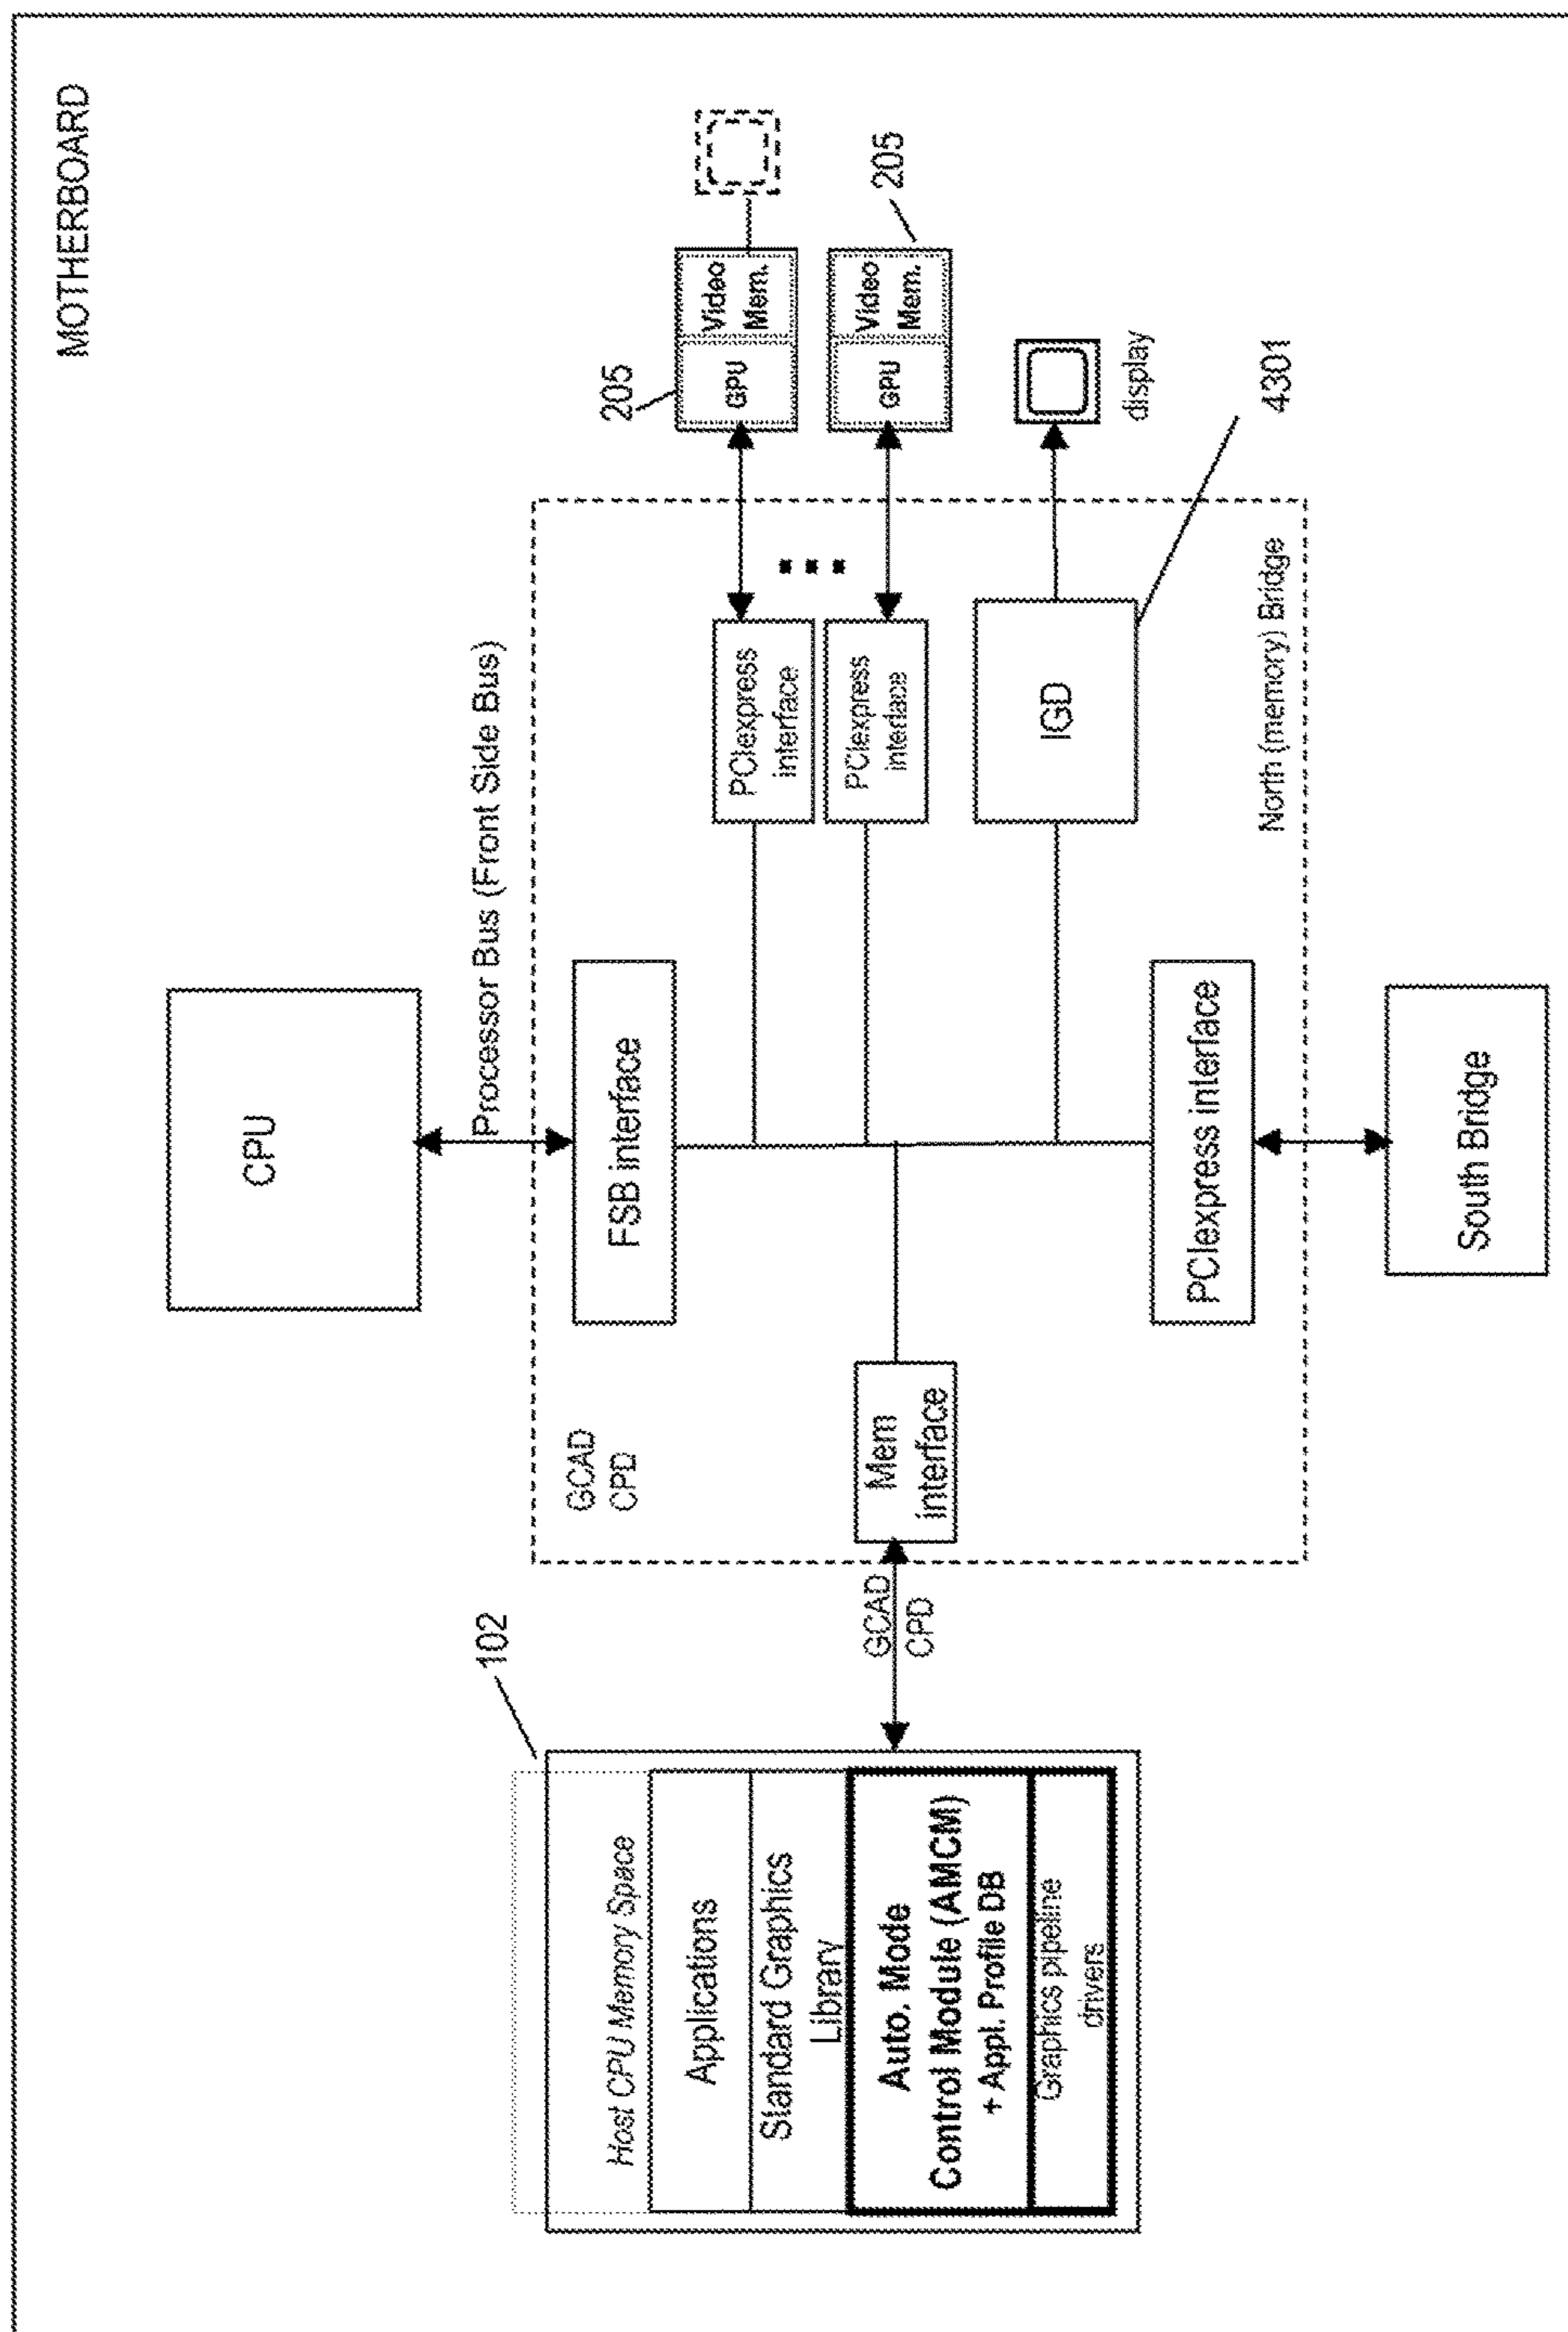 MOTHERBOARD
CPU
Processor Bus (Front Side Bus)
102
Host CPU Memory Space
Applications
Standard Graphics
Library
Auto. Mode
Control Module (AMCM)
+ Appl. Profile DB
Graphics pipeline
drivers
GCAD
CPD
GCAD
CPD
Mem
interface
FSB interface
PCIexpress
interface
PCIexpress
interface
IGD
PCIexpress interface
North (memory) Bridge
South Bridge
205
GPU
Video
Mem.
205
GPU
Video
Mem.
display
4301